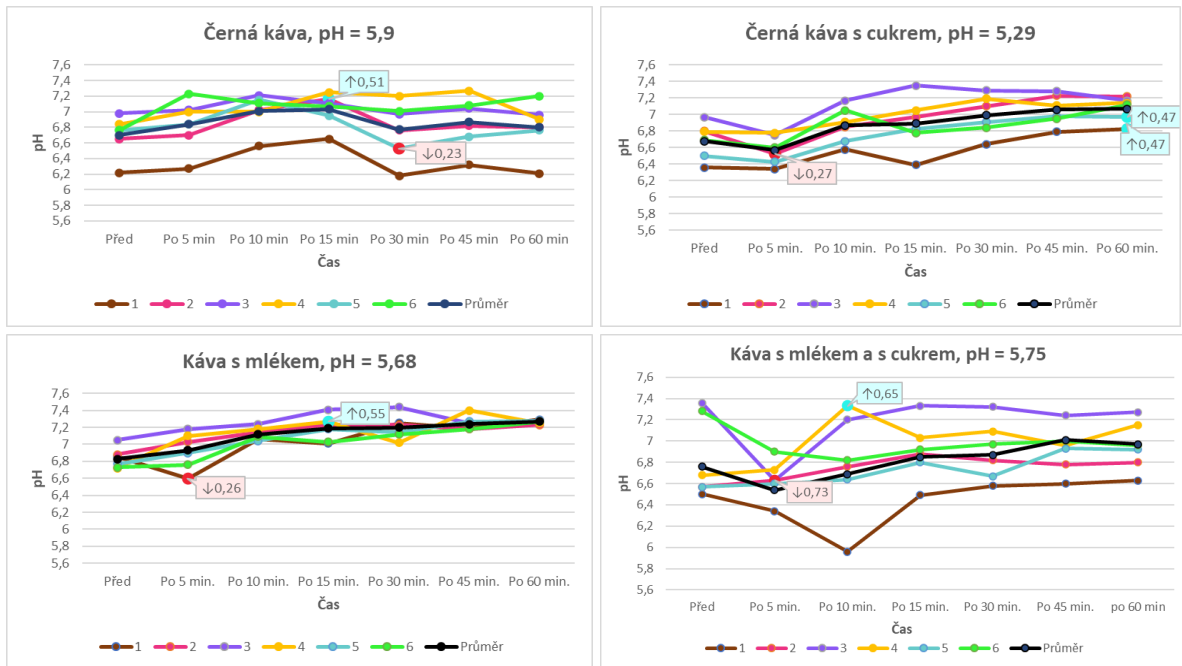 Černá káva, pH = 5,9
pH
7,6
7,4
7,2
7
6,8
6,6
6,4
6,2
6
5,8
5,6
↑0,51
↓0,23
Před Po 5 min Po 10 min Po 15 min Po 30 min Po 45 min Po 60 min
Čas
1 2 3 4 5 6 Průměr
Černá káva s cukrem, pH = 5,29
pH
7,6
7,4
7,2
7
6,8
6,6
6,4
6,2
6
5,8
5,6
↑0,47
↑0,47
↓0,27
Před Po 5 min. Po 10 min. Po 15 min. Po 30 min. Po 45 min. Po 60 min.
Čas
1 2 3 4 5 6 Průměr
Káva s mlékem, pH = 5,68
pH
7,6
7,4
7,2
7
6,8
6,6
6,4
6,2
6
5,8
5,6
↑0,55
↓0,26
Před Po 5 min. Po 10 min. Po 15 min. Po 30 min. Po 45 min. Po 60 min.
Čas
1 2 3 4 5 6 Průměr
Káva s mlékem a s cukrem, pH = 5,75
pH
7,6
7,4
7,2
7
6,8
6,6
6,4
6,2
6
5,8
5,6
↑0,65
↓0,73
Před Po 5 min. Po 10 min. Po 15 min. Po 30 min. Po 45 min. po 60 min
Čas
1 2 3 4 5 6 Průměr